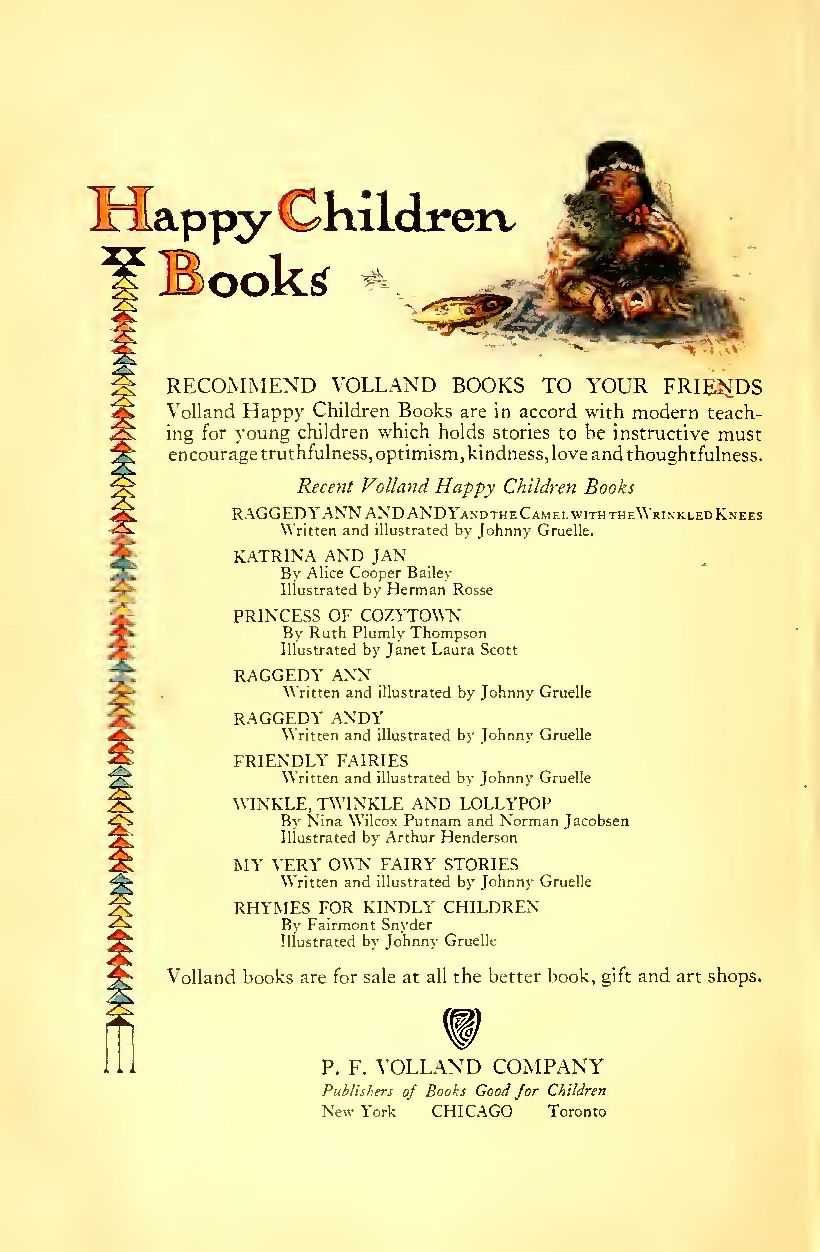 Happy Children
Books
RECOMMEND VOLLAND BOOKS TO YOUR FRIENDS
Volland Happy Children Books are in accord with modern teach-
ing for young children which holds stories to be instructive must
encourage truthfulness, optimism, kindness, love and thoughtfulness.
Recent Volland Happy Children Books
RAGGEDY ANN AND ANDY AND THE CAMEL WITH THE WRINKLED KNEES
Written and illustrated by Johnny Gruelle.
KATRINA AND JAN
By Alice Cooper Bailey
Illustrated by Herman Rosse
PRINCESS OF COZYTOWN
By Ruth Plumly Thompson
Illustrated by Janet Laura Scott
RAGGEDY ANN
Written and illustrated by Johnny Gruelle
RAGGEDY ANDY
Written and illustrated by Johnny Gruelle
FRIENDLY FAIRIES
Written and illustrated by Johnny Gruelle
WINKLE, TWINKLE AND LOLLYPOP
By Nina Wilcox Putnam and Norman Jacobsen
Illustrated by Arthur Henderson
MY VERY OWN FAIRY STORIES
Written and illustrated by Johnny Gruelle
RHYMES FOR KINDLY CHILDREN
By Fairmont Snyder
Illustrated by Johnny Gruelle
Volland books are for sale at all the better book, gift and art shops.
P. F. VOLLAND COMPANY
Publishers of Books Good for Children
New York CHICAGO Toronto